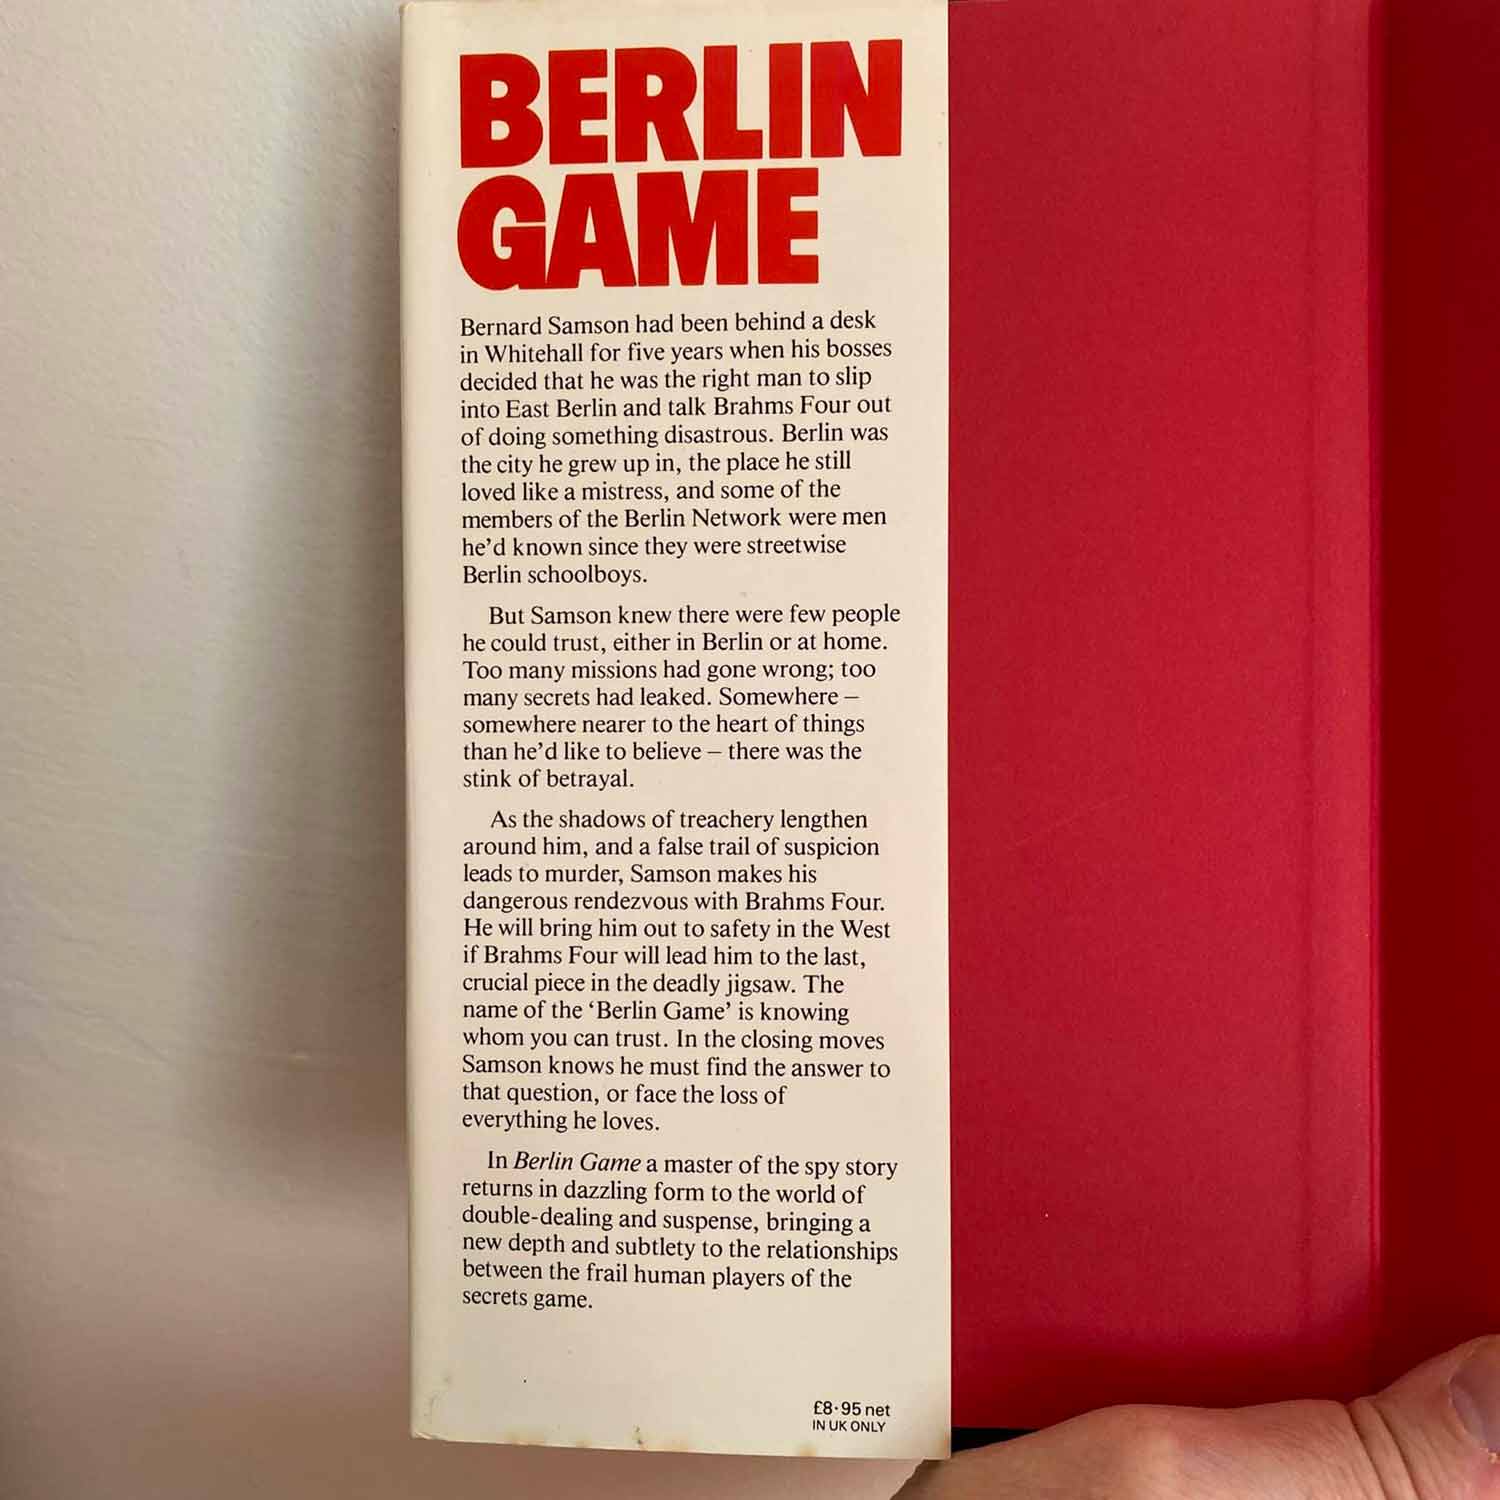 BERLIN
GAME
Bernard Samson had been behind a desk
in Whitehall for five years when his bosses
decided that he was the right man to slip
into East Berlin and talk Brahms Four out
of doing something disastrous. Berlin was
the city he grew up in, the place he still
loved like a mistress, and some of the
members of the Berlin Network were men
he’d known since they were streetwise
Berlin schoolboys.
But Samson knew there were few people
he could trust, either in Berlin or at home.
Too many missions had gone wrong; too
many secrets had leaked. Somewhere –
somewhere nearer to the heart of things
than he’d like to believe – there was the
stink of betrayal.
As the shadows of treachery lengthen
around him, and a false trail of suspicion
leads to murder, Samson makes his
dangerous rendezvous with Brahms Four.
He will bring him out to safety in the West
if Brahms Four will lead him to the last,
crucial piece in the deadly jigsaw. The
name of the ‘Berlin Game’ is knowing
whom you can trust. In the closing moves
Samson knows he must find the answer to
that question, or face the loss of
everything he loves.
In Berlin Game a master of the spy story
returns in dazzling form to the world of
double-dealing and suspense, bringing a
new depth and subtlety to the relationships
between the frail human players of the
secrets game.
£8·95 net
IN UK ONLY